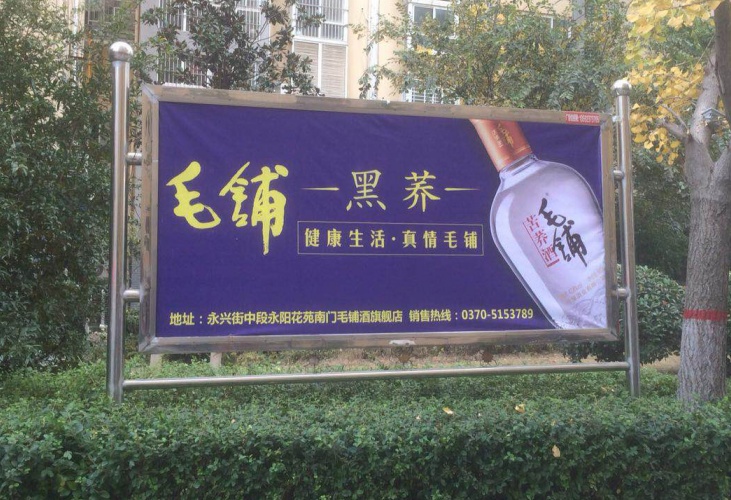 毛铺
黑荞
健康生活·真情毛铺
苦荞酒
毛铺
地址：永兴街中段永阳花苑南门毛铺酒旗舰店 销售热线：0370-5153789